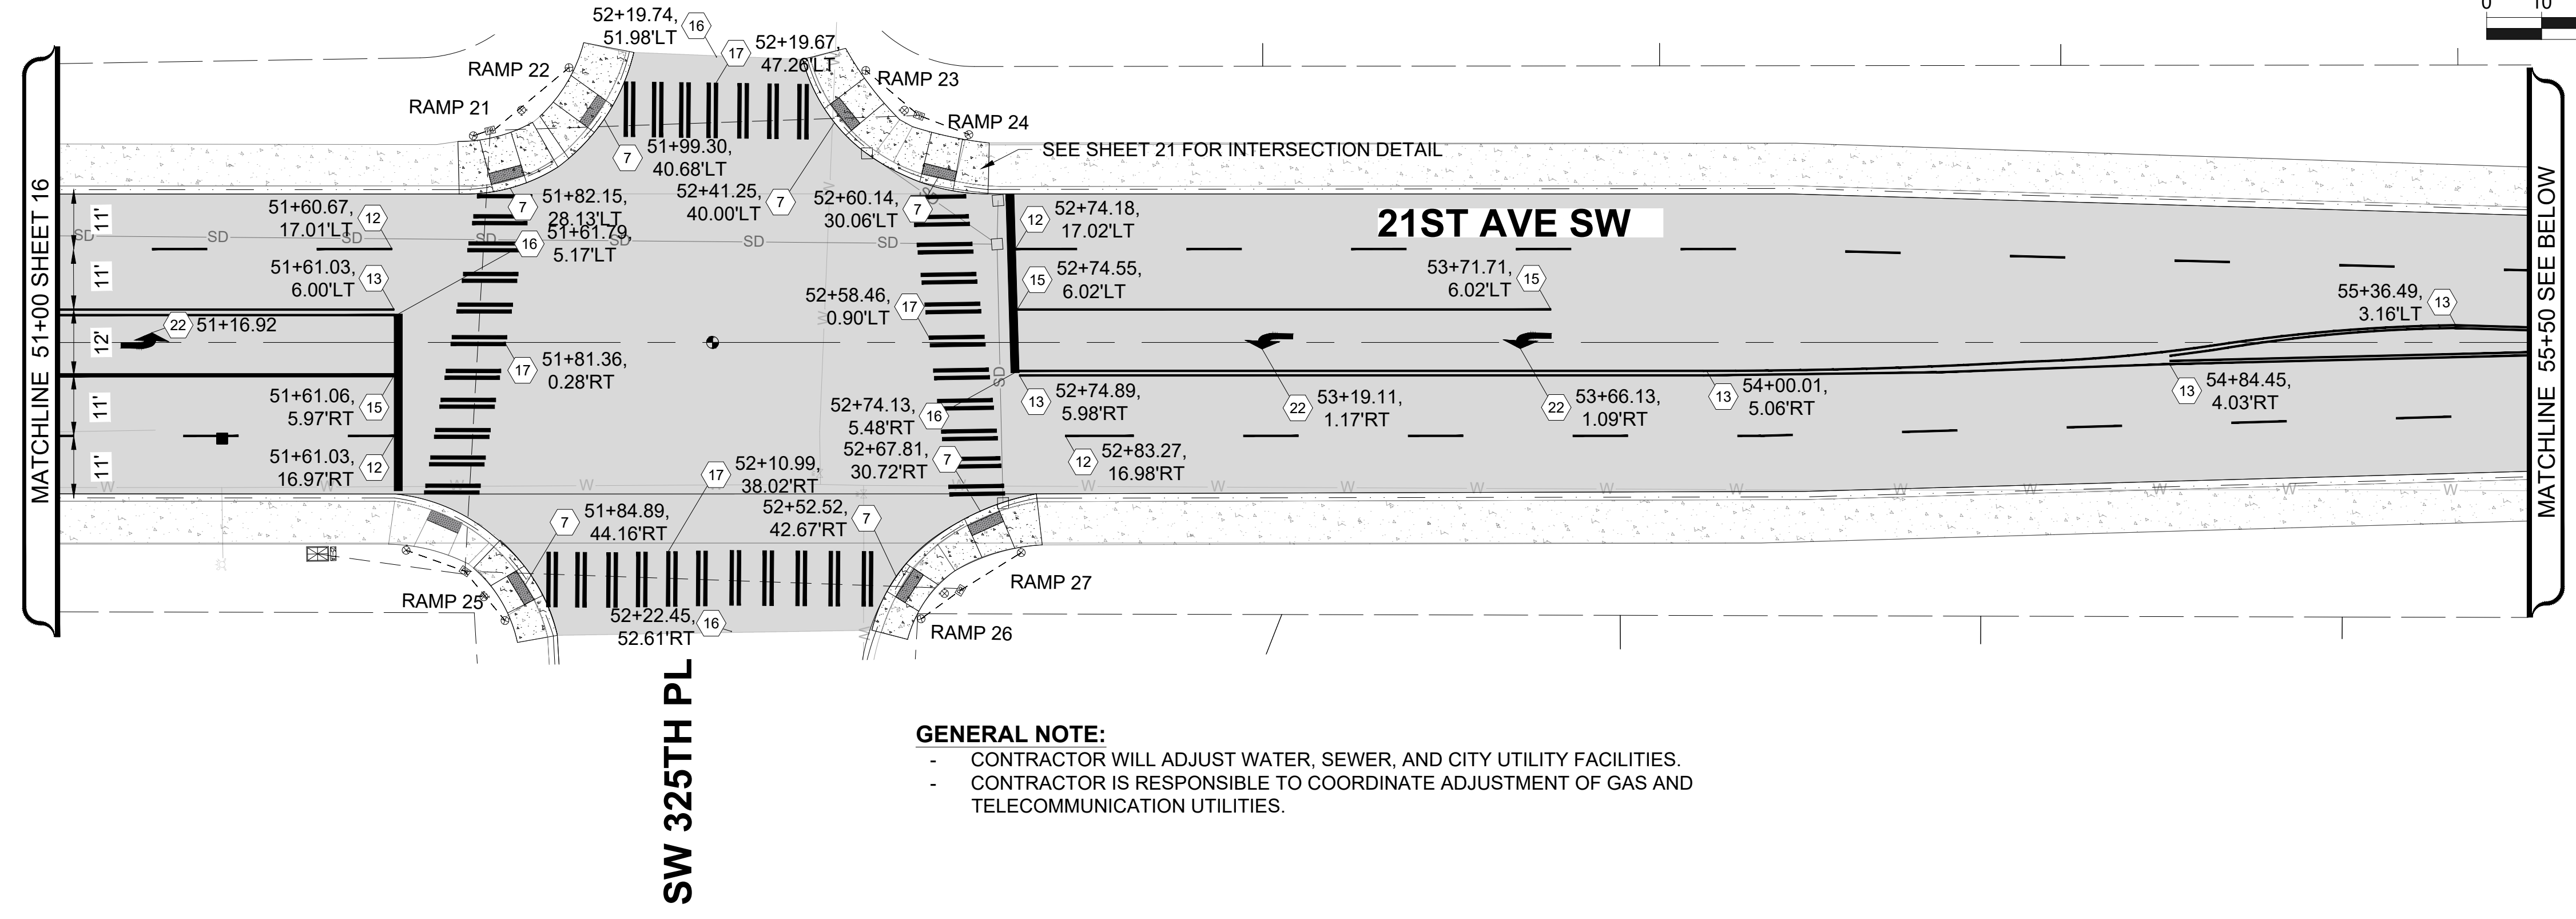 0 10
52+19.74,
51.98'LT
16
17
52+19.67,
47.26'LT
RAMP 22
RAMP 21
RAMP 23
RAMP 24
SEE SHEET 21 FOR INTERSECTION DETAIL
7
51+99.30,
40.68'LT
52+41.25,
40.00'LT
7
52+60.14,
30.06'LT
7
7
51+82.15,
28.13'LT
16
51+61.79,
5.17'LT
MATCHLINE 51+00 SHEET 16
11'
11'
12'
11'
11'
51+60.67,
17.01'LT
12
51+61.03,
6.00'LT
13
22
51+16.92
SD SD SD SD SD SD SD
SD
SD
12
52+74.18,
17.02'LT
21ST AVE SW
15
52+74.55,
6.02'LT
53+71.71,
6.02'LT
15
52+58.46,
0.90'LT
17
55+36.49,
3.16'LT
13
MATCHLINE 55+50 SEE BELOW
17
51+81.36,
0.28'RT
51+61.06,
5.97'RT
15
51+61.03,
16.97'RT
12
52+74.13,
5.48'RT
16
52+67.81,
30.72'RT
7
13
52+74.89,
5.98'RT
22
53+19.11,
1.17'RT
22
53+66.13,
1.09'RT
13
54+00.01,
5.06'RT
13
54+84.45,
4.03'RT
12
52+83.27,
16.98'RT
17
52+10.99,
38.02'RT
W W W W W W W W W W W W W W W W
7
51+84.89,
44.16'RT
52+52.52,
42.67'RT
7
RAMP 25
52+22.45,
52.61'RT
16
RAMP 27
RAMP 26
SW 325TH PL
GENERAL NOTE:
- CONTRACTOR WILL ADJUST WATER, SEWER, AND CITY UTILITY FACILITIES.
- CONTRACTOR IS RESPONSIBLE TO COORDINATE ADJUSTMENT OF GAS AND
TELECOMMUNICATION UTILITIES.